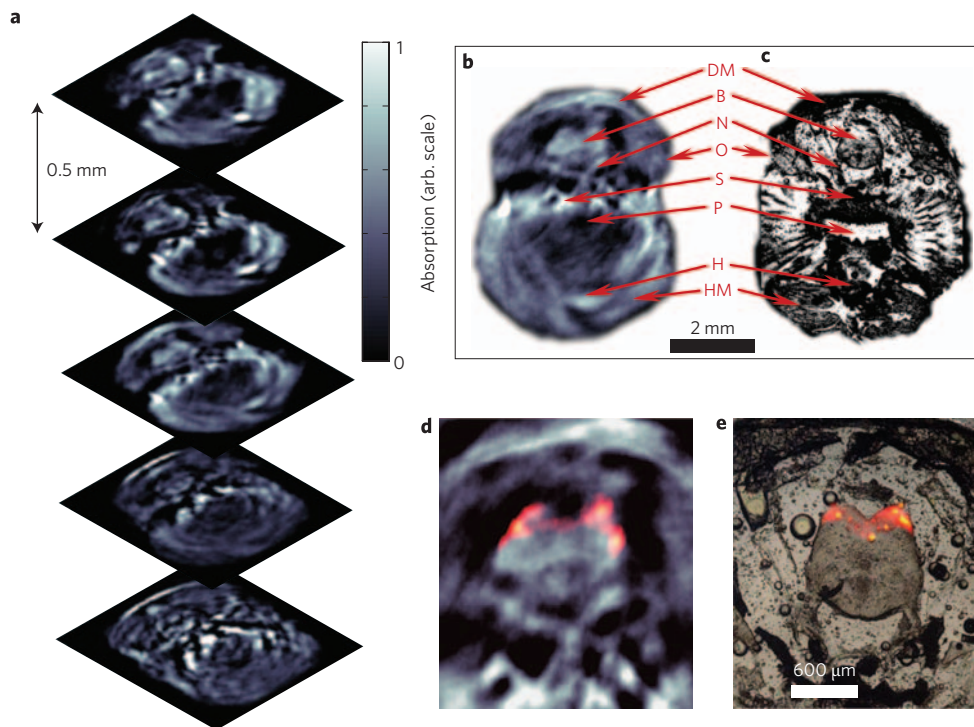 a
0.5 mm
1
Absorption (arb. scale)
0
b
c
DM
B
N
O
S
P
H
HM
2 mm
d
e
600 μm